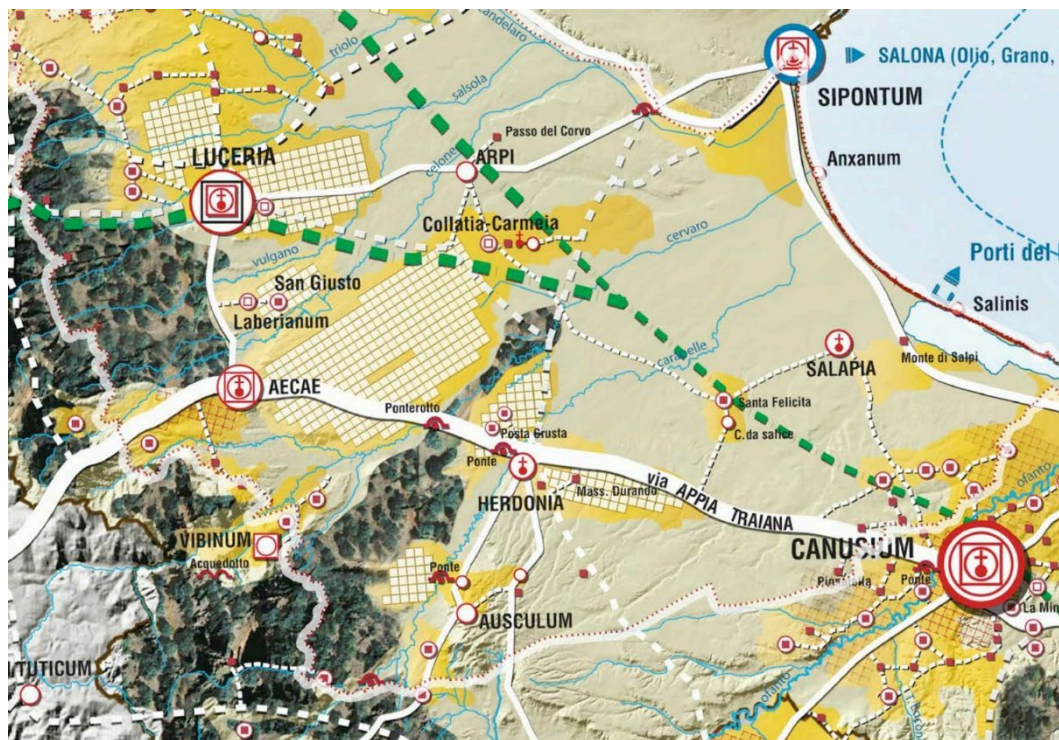 candelaro
triolo
SALONA (Olio, Grano,
salsola
SIPONTUM
Passo del Corvo
LUCERIA
celone
ARPI
Anxanum
Collatia-Carmeia
cervaro
vulgano
Porti del
San Giusto
Laberianum
Salinis
carapelle
SALAPIA
Monte di Salpi
AECAE
Santa Felicita
Ponterotto
C.da salice
Posta Crusta
Ponte
via APPIA TRAIANA
HERDONIA
Mass. Durando
ofanto
VIBINUM
CANUSIUM
Acquedotto
Ponte
Ponte
La Min
AUSCULUM
TUTICUM
ofanto